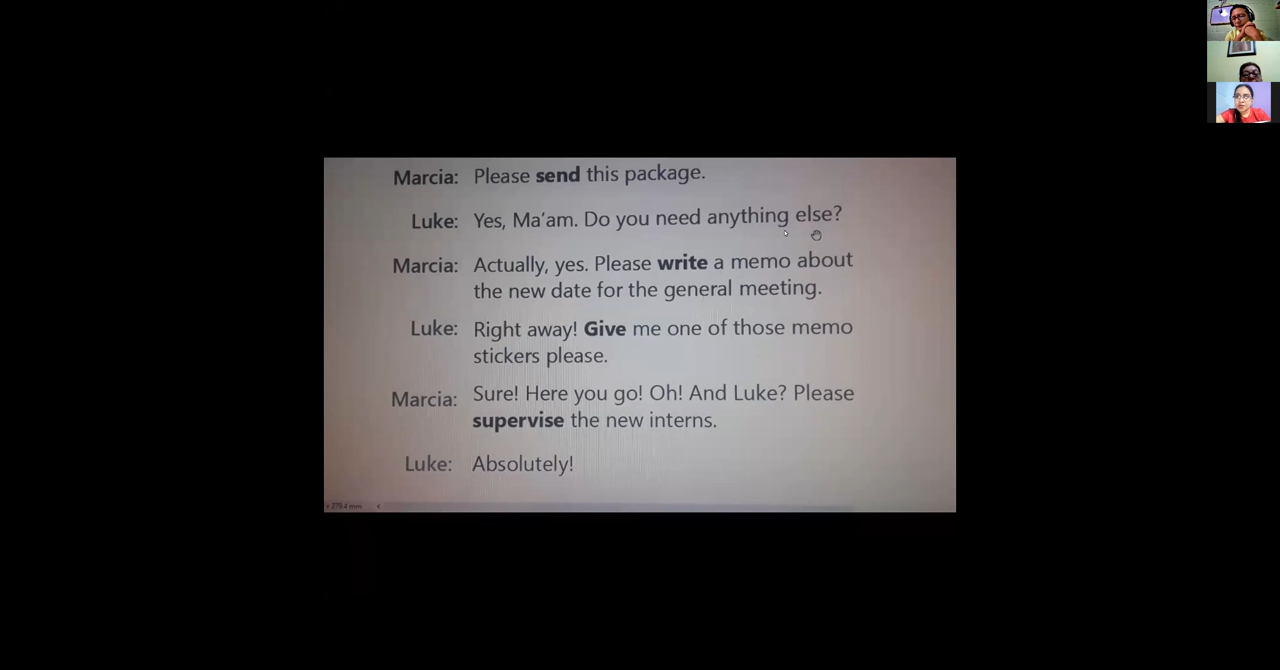 Marcia: Please send this package.
Luke: Yes, Ma'am. Do you need anything else?
Marcia: Actually, yes. Please write a memo about
the new date for the general meeting.
Luke: Right away! Give me one of those memo
stickers please.
Marcia: Sure! Here you go! Oh! And Luke? Please
supervise the new interns.
Luke: Absolutely!